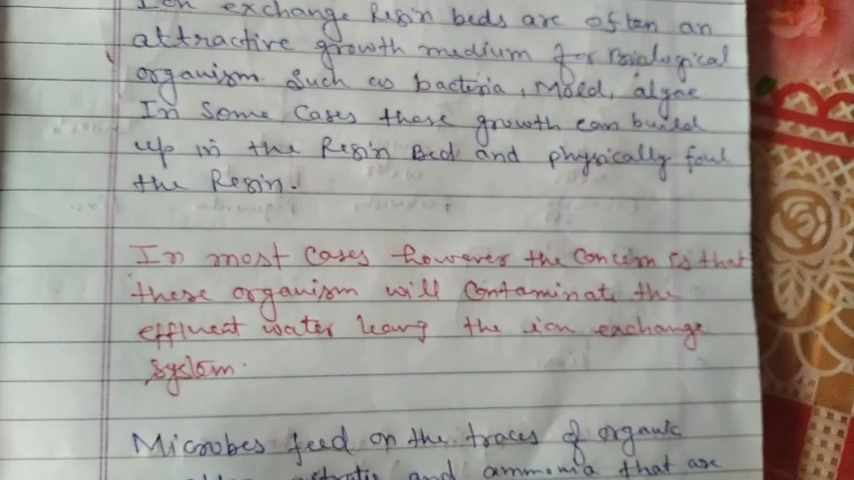 Ion exchange Resin beds are often an
attractive growth medium for Biological
organism such as bacteria, Mold, algae
In some cases these growth can build
up in the Resin Bed and physically foul
the Resin.
In most cases however the concern is that
these organism will contaminate the
effluent water leaving the ion exchange
system.
Microbes feed on the traces of organic
and ammonia that are